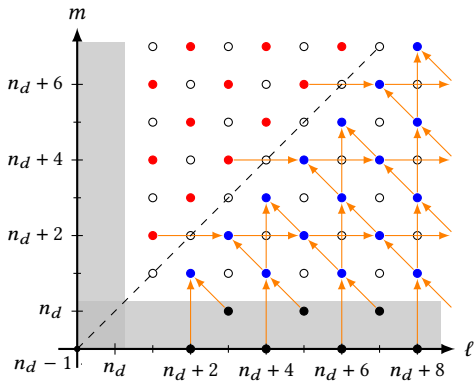 m
n_d + 6
n_d + 4
n_d + 2
n_d
n_d − 1
n_d
n_d + 2
n_d + 4
n_d + 6
n_d + 8
ℓ